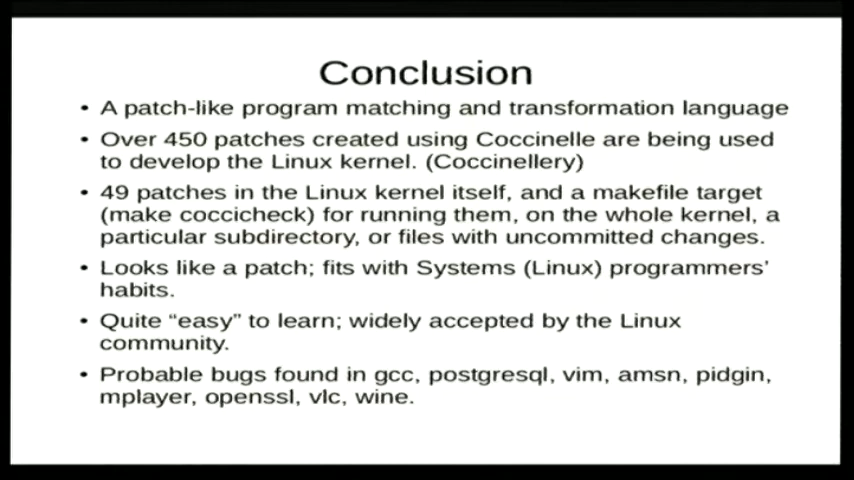 Conclusion
• A patch-like program matching and transformation language
• Over 450 patches created using Coccinelle are being used
to develop the Linux kernel. (Coccinellery)
• 49 patches in the Linux kernel itself, and a makefile target
(make coccicheck) for running them, on the whole kernel, a
particular subdirectory, or files with uncommitted changes.
• Looks like a patch; fits with Systems (Linux) programmers'
habits.
• Quite “easy” to learn; widely accepted by the Linux
community.
• Probable bugs found in gcc, postgresql, vim, amsn, pidgin,
mplayer, openssl, vlc, wine.